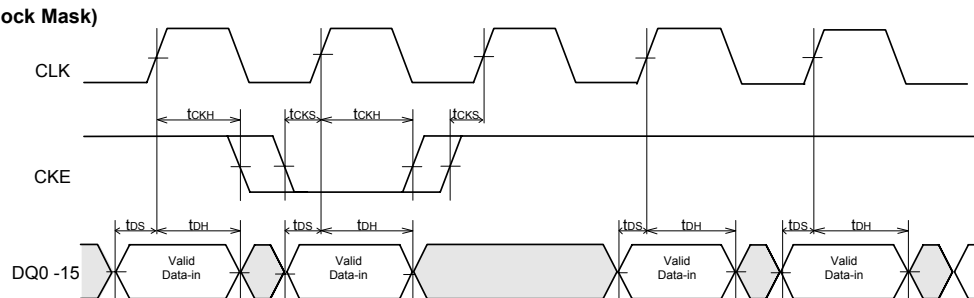 ock Mask)
CLK
tCKH tCKS tCKH tCKS
CKE
tDS tDH tDS tDH tDS tDH tDS tDH
DQ0 -15
Valid Data-in
Valid Data-in
Valid Data-in
Valid Data-in